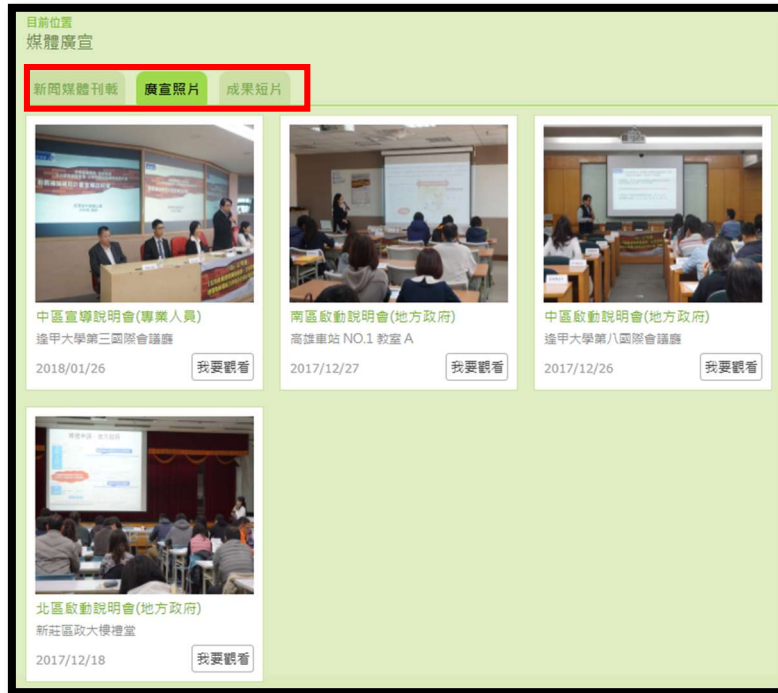 目前位置
媒體廣宣
新聞媒體刊載
廣宣照片
成果短片
中區宣導說明會(專業人員)
逢甲大學第三國際會議廳
2018/01/26
我要觀看
南區啟動說明會(地方政府)
高雄車站 NO.1 教室 A
2017/12/27
我要觀看
中區啟動說明會(地方政府)
逢甲大學第八國際會議廳
2017/12/26
我要觀看
北區啟動說明會(地方政府)
新莊區政大樓禮堂
2017/12/18
我要觀看